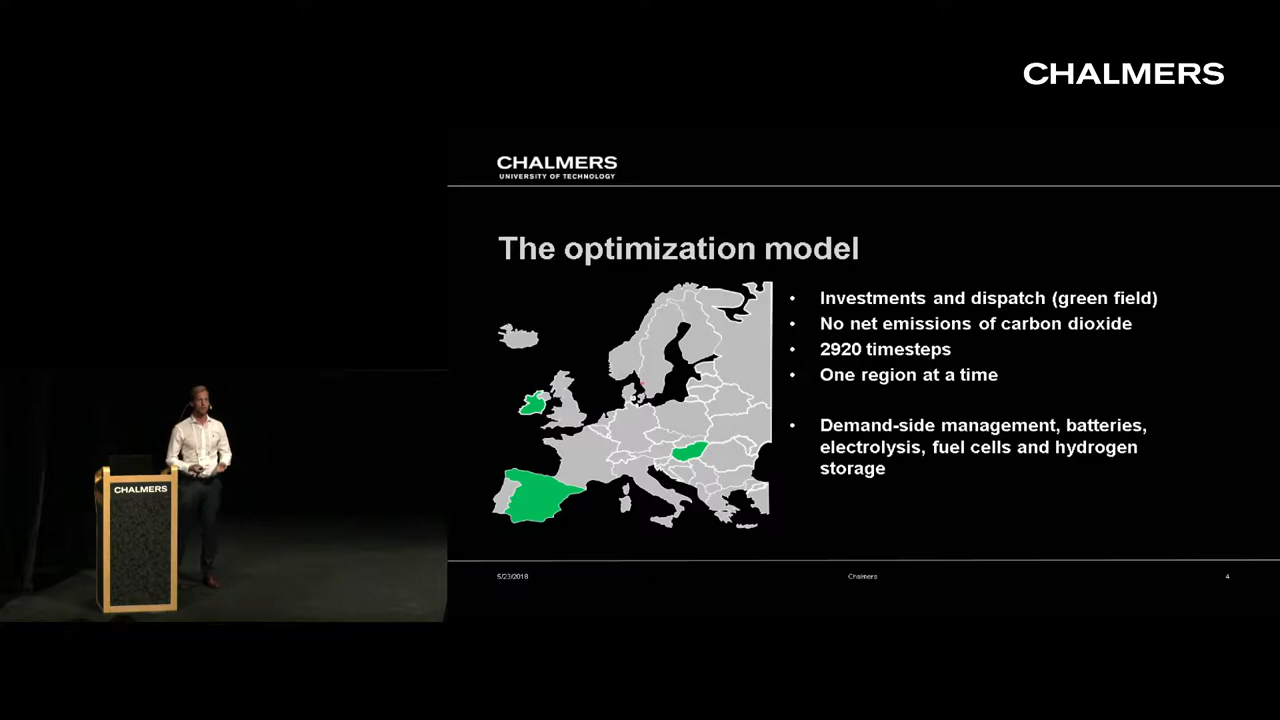 CHALMERS
CHALMERS
UNIVERSITY OF TECHNOLOGY
The optimization model
• Investments and dispatch (green field)
• No net emissions of carbon dioxide
• 2920 timesteps
• One region at a time
• Demand-side management, batteries,
electrolysis, fuel cells and hydrogen
storage
CHALMERS
5/23/2018
Chalmers
4